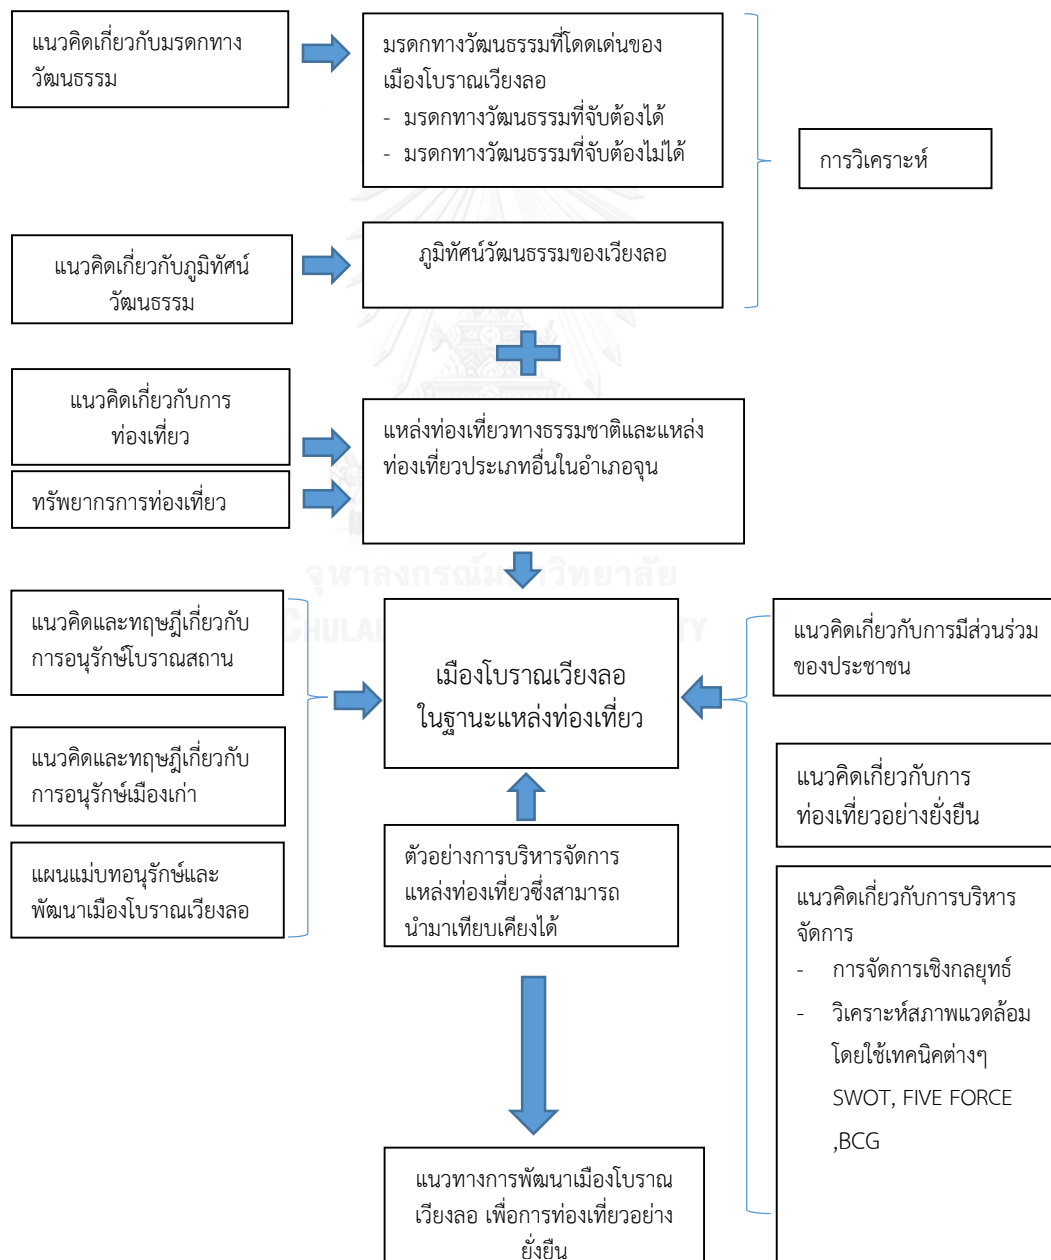 แนวคิดเกี่ยวกับมรดกทาง
วัฒนธรรม
มรดกทางวัฒนธรรมที่โดดเด่นของ
เมืองโบราณเวียงลอ
- มรดกทางวัฒนธรรมที่จับต้องได้
- มรดกทางวัฒนธรรมที่จับต้องไม่ได้
การวิเคราะห์
แนวคิดเกี่ยวกับภูมิทัศน์
วัฒนธรรม
ภูมิทัศน์วัฒนธรรมของเวียงลอ
แนวคิดเกี่ยวกับการ
ท่องเที่ยว
ทรัพยากรการท่องเที่ยว
แหล่งท่องเที่ยวทางธรรมชาติและแหล่ง
ท่องเที่ยวประเภทอื่นในอำเภอจุน
จุฬาลงกรณ์มหาวิทยาลัย
แนวคิดและทฤษฎีเกี่ยวกับ
การอนุรักษ์โบราณสถาน
แนวคิดและทฤษฎีเกี่ยวกับ
การอนุรักษ์เมืองเก่า
แผนแม่บทอนุรักษ์และ
พัฒนาเมืองโบราณเวียงลอ
เมืองโบราณเวียงลอ
ในฐานะแหล่งท่องเที่ยว
ตัวอย่างการบริหารจัดการ
แหล่งท่องเที่ยวซึ่งสามารถ
นำมาเทียบเคียงได้
แนวคิดเกี่ยวกับการมีส่วนร่วม
ของประชาชน
แนวคิดเกี่ยวกับการ
ท่องเที่ยวอย่างยั่งยืน
แนวคิดเกี่ยวกับการบริหาร
จัดการ
- การจัดการเชิงกลยุทธ์
- วิเคราะห์สภาพแวดล้อม
โดยใช้เทคนิคต่างๆ
SWOT, FIVE FORCE
,BCG
แนวทางการพัฒนาเมืองโบราณ
เวียงลอ เพื่อการท่องเที่ยวอย่าง
ยั่งยืน